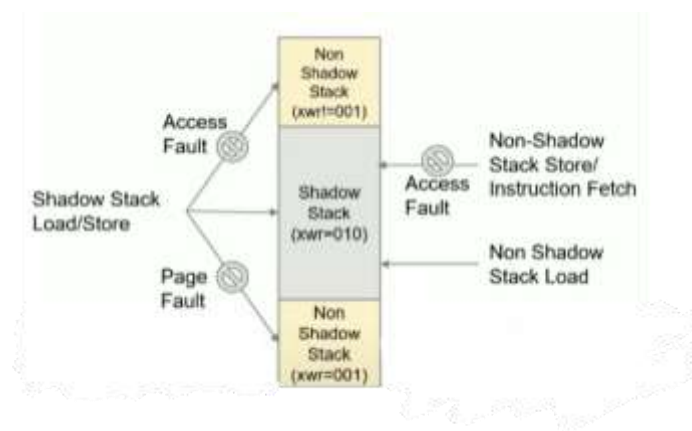 Non
Shadow
Stack
(xwr!=001)
Access
Fault
Shadow Stack
Load/Store
Shadow
Stack
(xwr=010)
Access
Fault
Non-Shadow
Stack Store/
Instruction Fetch
Non Shadow
Stack Load
Page
Fault
Non
Shadow
Stack
(xwr=001)